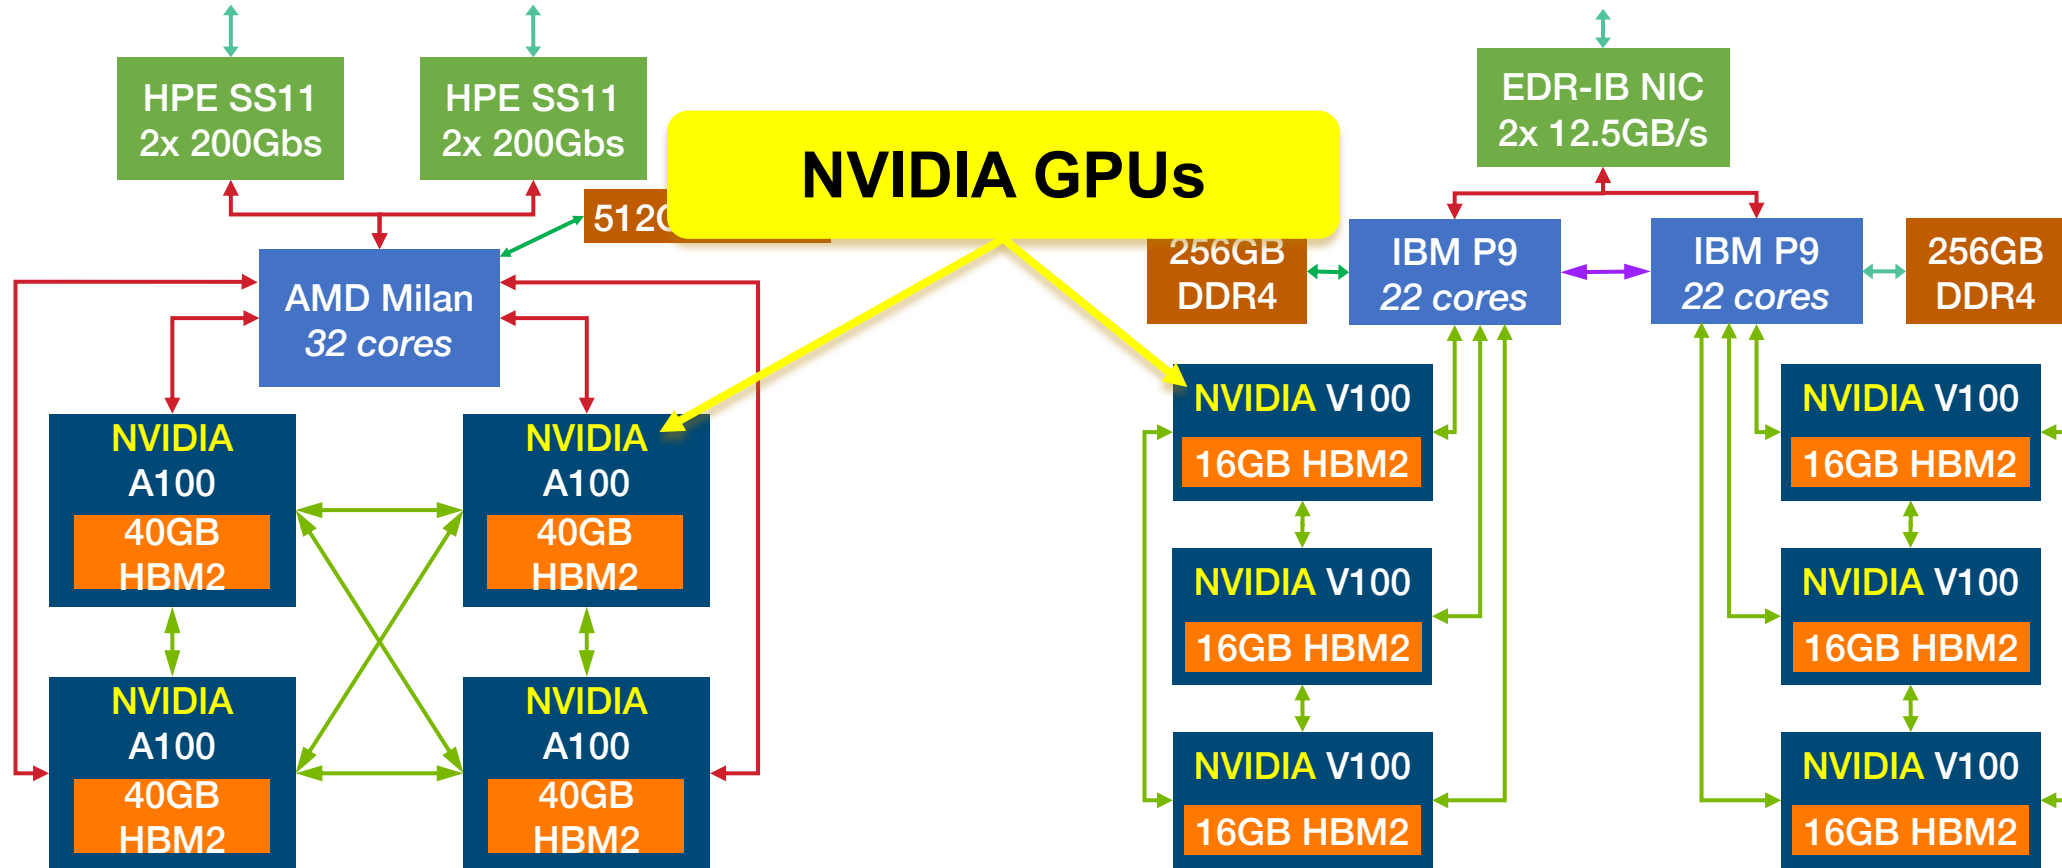 HPE SS11
2x 200Gbs
HPE SS11
2x 200Gbs
NVIDIA GPUs
EDR-IB NIC
2x 12.5GB/s
AMD Milan
32 cores
256GB
DDR4
IBM P9
22 cores
IBM P9
22 cores
256GB
DDR4
NVIDIA
A100
40GB
HBM2
NVIDIA
A100
40GB
HBM2
NVIDIA
A100
40GB
HBM2
NVIDIA
A100
40GB
HBM2
NVIDIA V100
16GB HBM2
NVIDIA V100
16GB HBM2
NVIDIA V100
16GB HBM2
NVIDIA V100
16GB HBM2
NVIDIA V100
16GB HBM2
NVIDIA V100
16GB HBM2